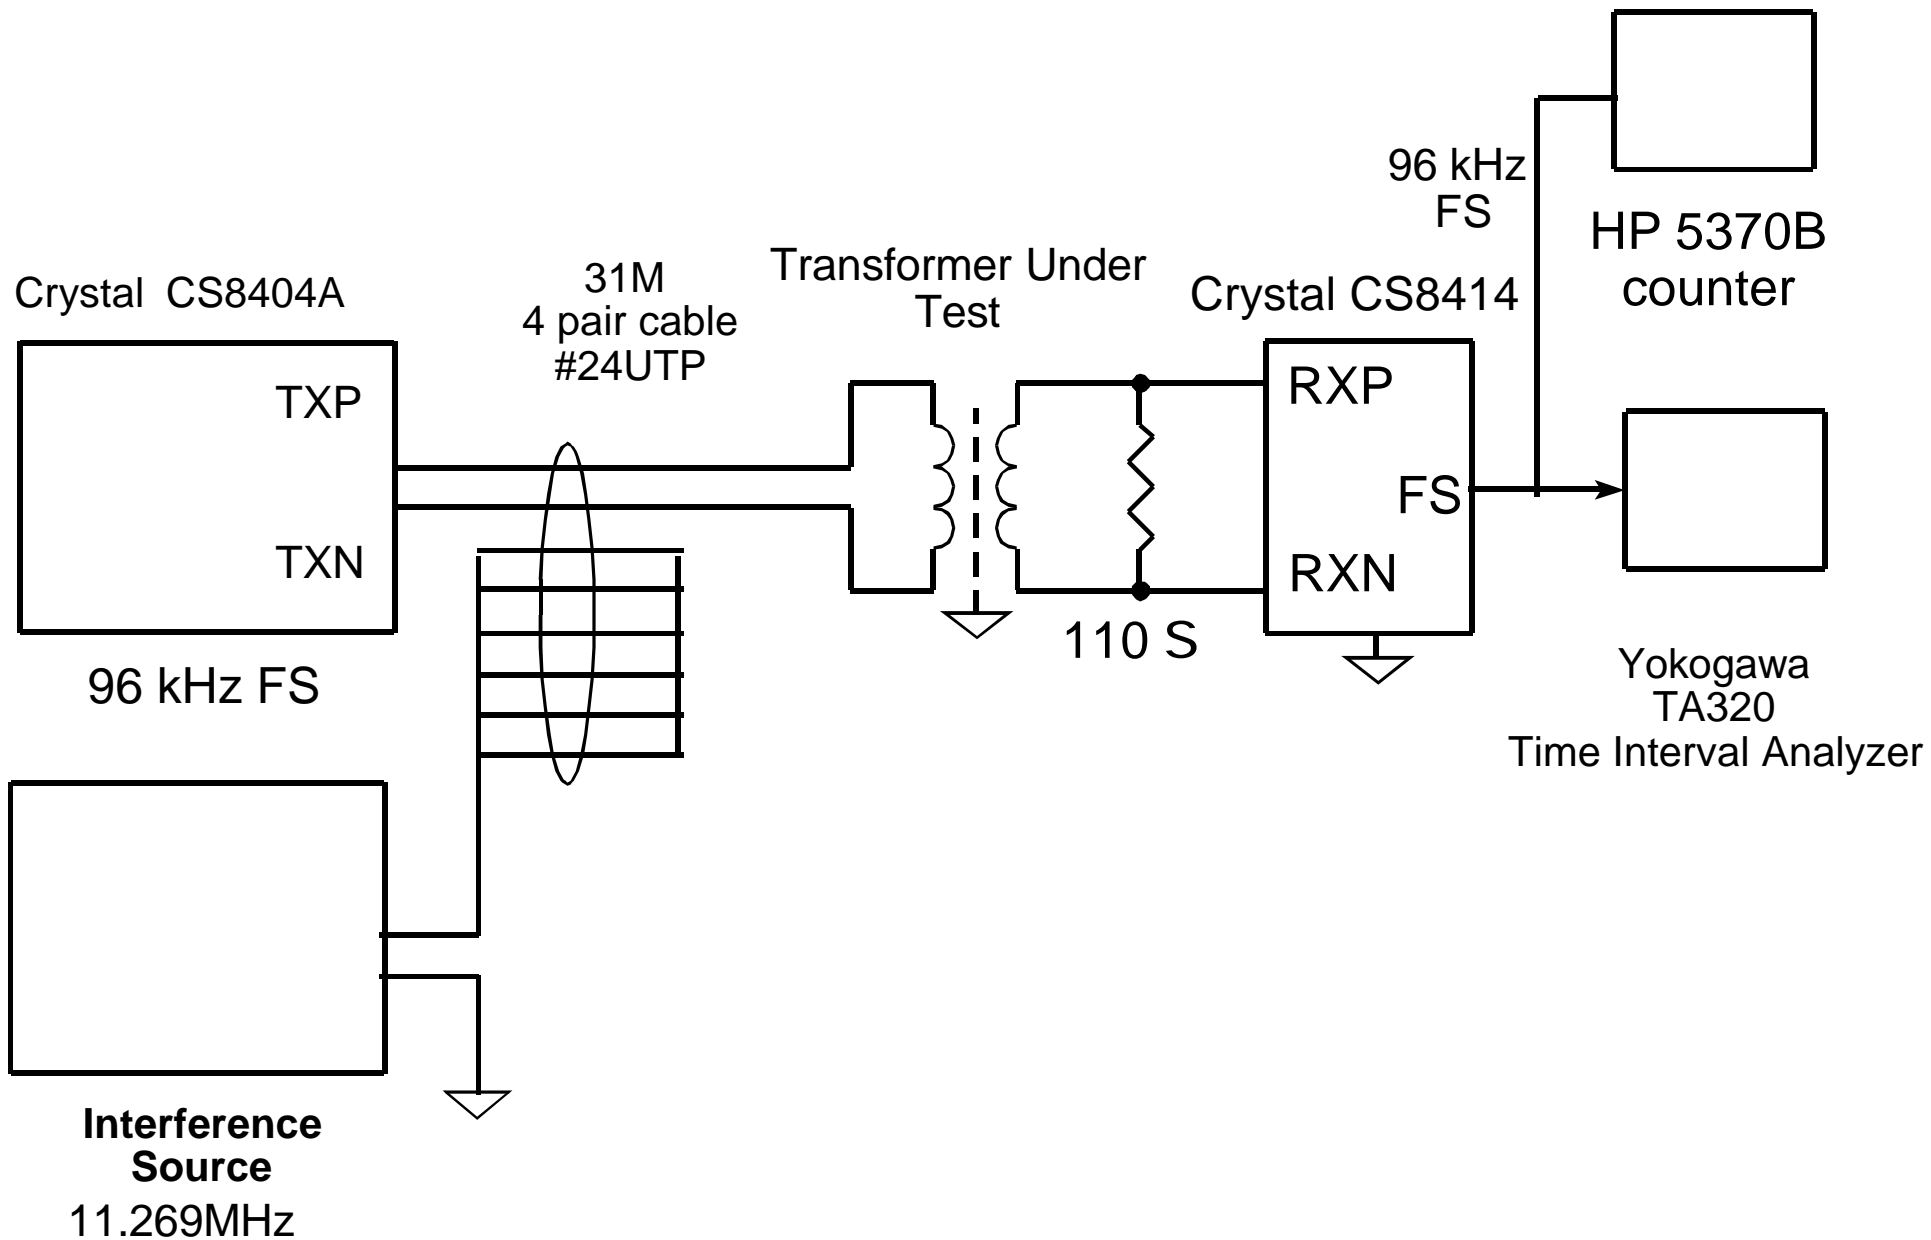 96 kHz
FS
HP 5370B
counter
Crystal CS8404A
31M
4 pair cable
#24UTP
Transformer Under
Test
Crystal CS8414
TXP
TXN
RXP
FS
RXN
110 S
96 kHz FS
Yokogawa
TA320
Time Interval Analyzer
Interference
Source
11.269MHz